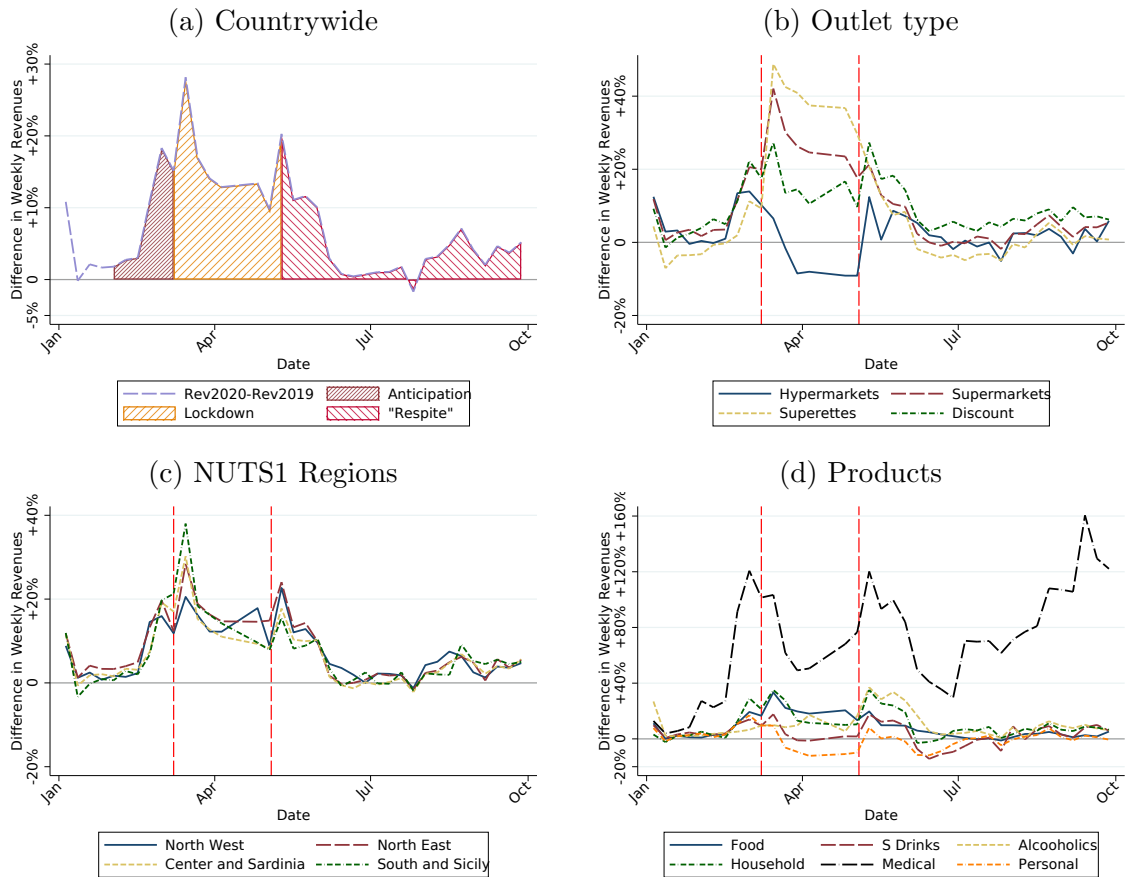 (a) Countrywide
Difference in Weekly Revenues
+30%
+20%
+10%
0
-5%
Jan
Apr
Jul
Oct
Date
Rev2020-Rev2019
Anticipation
Lockdown
"Respite"
(b) Outlet type
Difference in Weekly Revenues
+40%
+20%
0
-20%
Jan
Apr
Jul
Oct
Date
Hypermarkets
Supermarkets
Superettes
Discount
(c) NUTS1 Regions
Difference in Weekly Revenues
+40%
+20%
0
-20%
Jan
Apr
Jul
Oct
Date
North West
North East
Center and Sardinia
South and Sicily
(d) Products
Difference in Weekly Revenues
+160%
+120%
+80%
+40%
0
-20%
Jan
Apr
Jul
Oct
Date
Food
S Drinks
Alcooholics
Household
Medical
Personal